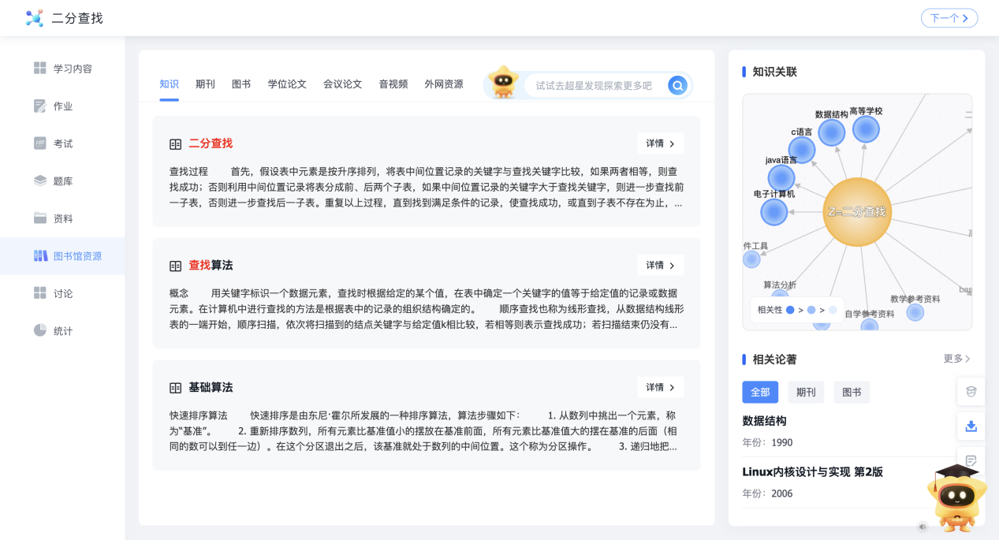 二分查找
下一个
学习内容
作业
考试
题库
资料
图书馆资源
讨论
统计
知识 期刊 图书 学位论文 会议论文 音视频 外网资源
试试去超星发现探索更多吧
二分查找
详情
查找过程 首先，假设表中元素是按升序排列，将表中间位置记录的关键字与查找关键字比较，如果两者相等，则查
找成功；否则利用中间位置记录将表分成前、后两个子表，如果中间位置记录的关键字大于查找关键字，则进一步查找前
一子表，否则进一步查找后一子表。重复以上过程，直到找到满足条件的记录，使查找成功，或直到子表不存在为止，...
查找算法
详情
概念 用关键字标识一个数据元素，查找时根据给定的某个值，在表中确定一个关键字的值等于给定值的记录或数据
元素。在计算机中进行查找的方法是根据表中的记录的组织结构确定的。 顺序查找也称为线形查找，从数据结构线形
表的一端开始，顺序扫描，依次将扫描到的结点关键字与给定值k相比较，若相等则表示查找成功；若扫描结束仍没有...
基础算法
详情
快速排序算法 快速排序是由东尼·霍尔所发展的一种排序算法，算法步骤如下： 1. 从数列中挑出一个元素，称
为“基准”。 2. 重新排序数列，所有元素比基准值小的摆放在基准前面，所有元素比基准值大的摆在基准的后面（相
同的数可以到任一边）。在这个分区退出之后，该基准就处于数列的中间位置。这个称为分区操作。 3. 递归地把...
知识关联
数据结构
高等学校
c语言
java语言
电子计算机
Z=二分查找
件工具
算法分析
bas
教学参考资料
自学参考资料
相关性 > >
相关论著
更多
全部 期刊 图书
数据结构
年份：1990
Linux内核设计与实现 第2版
年份：2006